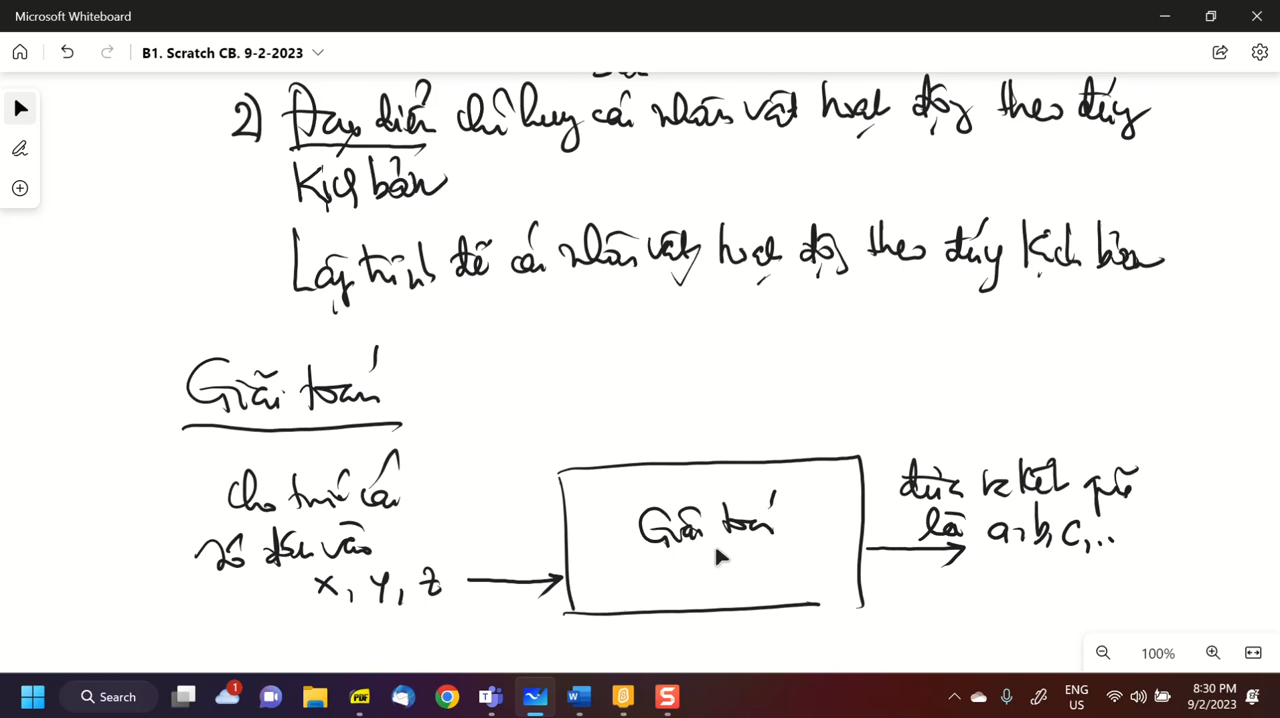 Microsoft Whiteboard
B1. Scratch CB. 9-2-2023
2) Đạo diễn chỉ huy các nhân vật hoạt động theo đúng
kịch bản
Lập trình để các nhân vật hoạt động theo đúng kịch bản
Giải toán
cho trước các
số đầu vào
x, y, z
Giải toán
đưa ra kết quả
là a, b, c, ...
100%
Search
1
PDF
ENG
US
8:30 PM
9/2/2023